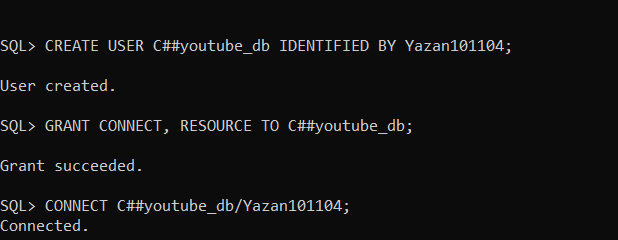 SQL> CREATE USER C##youtube_db IDENTIFIED BY Yazan101104;
User created.
SQL> GRANT CONNECT, RESOURCE TO C##youtube_db;
Grant succeeded.
SQL> CONNECT C##youtube_db/Yazan101104;
Connected.